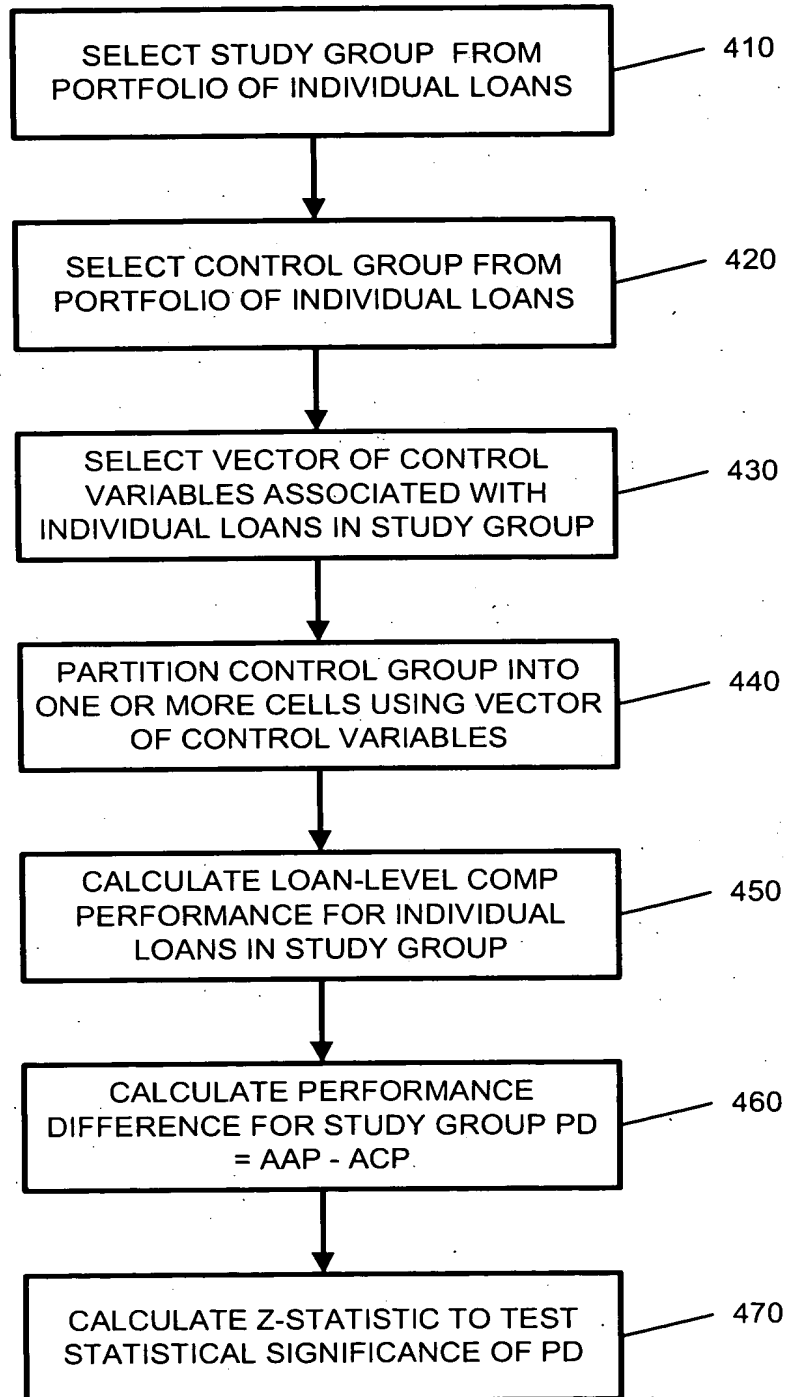 SELECT STUDY GROUP FROM
PORTFOLIO OF INDIVIDUAL LOANS
410
SELECT CONTROL GROUP FROM
PORTFOLIO OF INDIVIDUAL LOANS
420
SELECT VECTOR OF CONTROL
VARIABLES ASSOCIATED WITH
INDIVIDUAL LOANS IN STUDY GROUP
430
PARTITION CONTROL GROUP INTO
ONE OR MORE CELLS USING VECTOR
OF CONTROL VARIABLES
440
CALCULATE LOAN-LEVEL COMP
PERFORMANCE FOR INDIVIDUAL
LOANS IN STUDY GROUP
450
CALCULATE PERFORMANCE
DIFFERENCE FOR STUDY GROUP PD
= AAP - ACP
460
CALCULATE Z-STATISTIC TO TEST
STATISTICAL SIGNIFICANCE OF PD
470